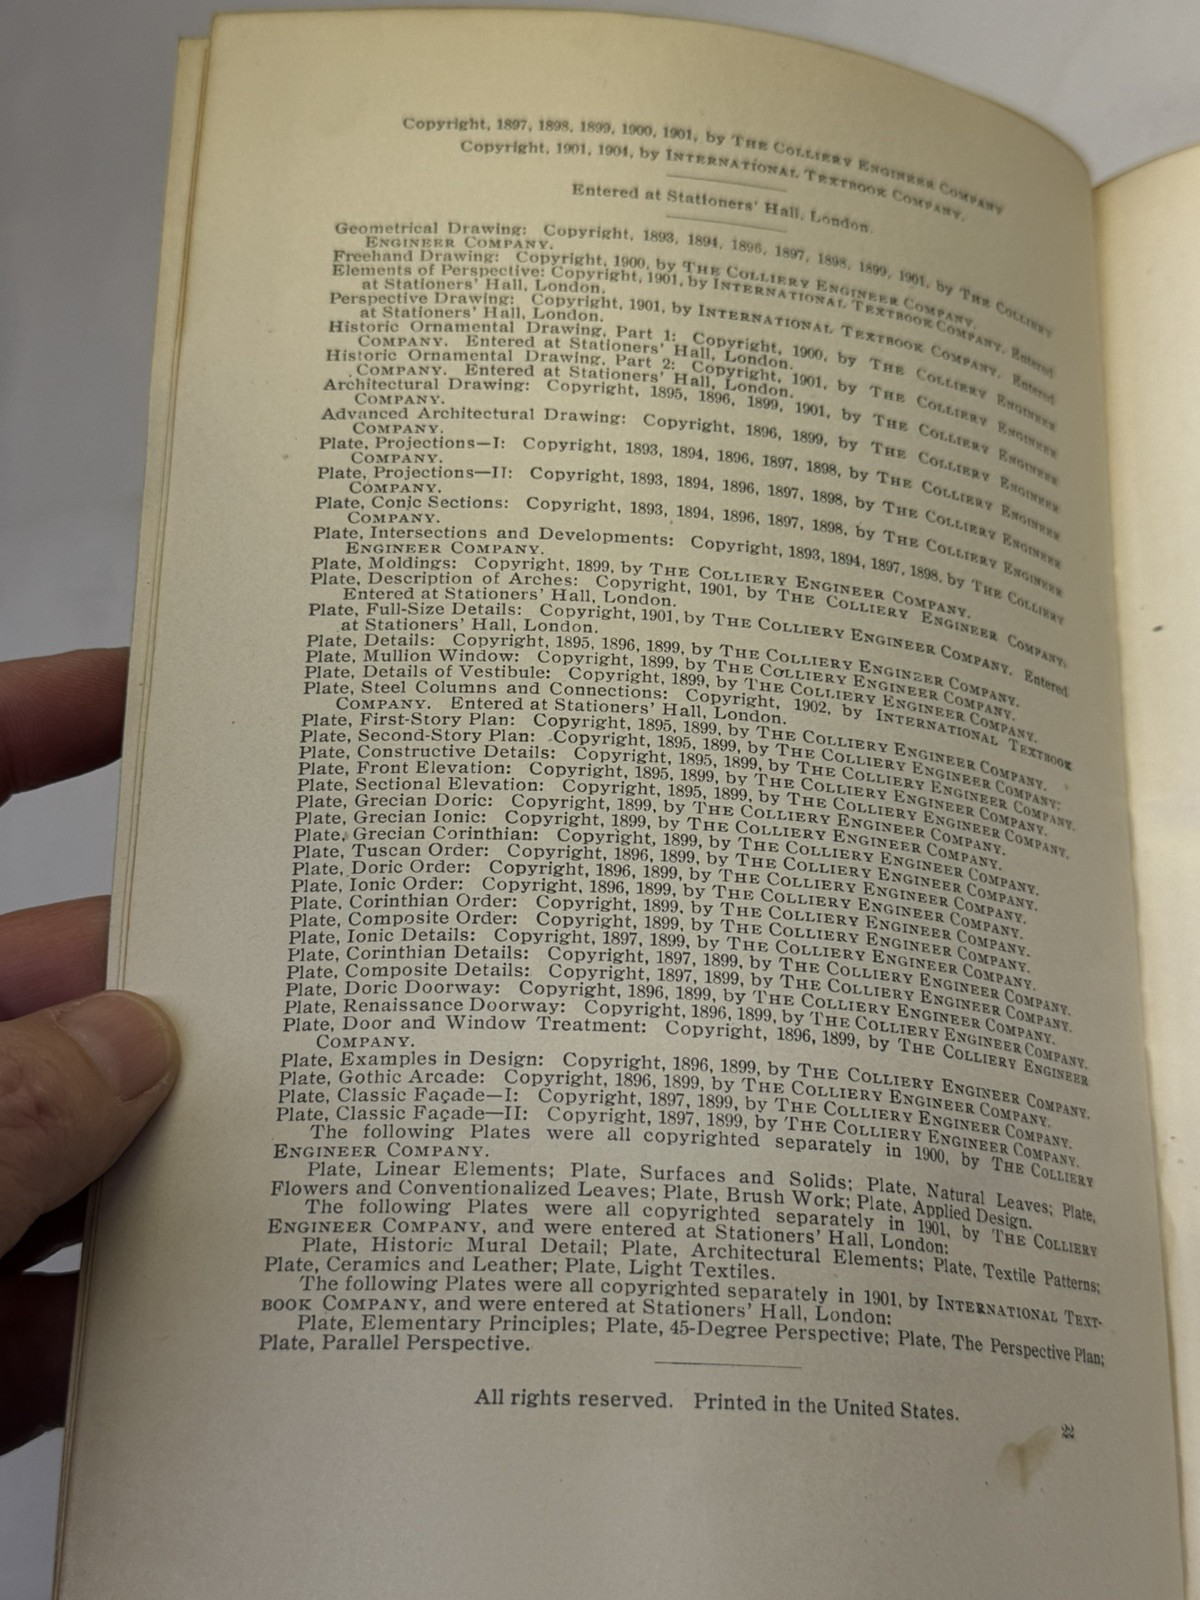 Copyright, 1897, 1898, 1899, 1900, 1901, by THE COLLIERY ENGINEER COMPANY
Copyright, 1901, 1904, by INTERNATIONAL TEXTBOOK COMPANY.
Entered at Stationers' Hall, London.
Geometrical Drawing: Copyright, 1893, 1894, 1896, 1897, 1898, 1899, 1901, by THE COLLIERY
ENGINEER COMPANY.
Freehand Drawing: Copyright, 1900, by THE COLLIERY ENGINEER COMPANY.
Elements of Perspective: Copyright, 1901, by INTERNATIONAL TEXTBOOK COMPANY. Entered
at Stationers' Hall, London.
Perspective Drawing: Copyright, 1901, by INTERNATIONAL TEXTBOOK COMPANY. Entered
at Stationers' Hall, London.
Historic Ornamental Drawing, Part 1: Copyright, 1900, by THE COLLIERY ENGINEER
COMPANY. Entered at Stationers' Hall, London.
Historic Ornamental Drawing, Part 2: Copyright, 1901, by THE COLLIERY ENGINEER
COMPANY. Entered at Stationers' Hall, London.
Architectural Drawing: Copyright, 1895, 1896, 1899, 1901, by THE COLLIERY ENGINEER
COMPANY.
Advanced Architectural Drawing: Copyright, 1896, 1899, by THE COLLIERY ENGINEER
COMPANY.
Plate, Projections—I: Copyright, 1893, 1894, 1896, 1897, 1898, by THE COLLIERY ENGINEER
COMPANY.
Plate, Projections—II: Copyright, 1893, 1894, 1896, 1897, 1898, by THE COLLIERY ENGINEER
COMPANY.
Plate, Conic Sections: Copyright, 1893, 1894, 1896, 1897, 1898, by THE COLLIERY ENGINEER
COMPANY.
Plate, Intersections and Developments: Copyright, 1893, 1894, 1897, 1898, by THE COLLIERY
ENGINEER COMPANY.
Plate, Moldings: Copyright, 1899, by THE COLLIERY ENGINEER COMPANY.
Plate, Description of Arches: Copyright, 1901, by THE COLLIERY ENGINEER COMPANY.
Entered at Stationers' Hall, London.
Plate, Full-Size Details: Copyright, 1901, by THE COLLIERY ENGINEER COMPANY. Entered
at Stationers' Hall, London.
Plate, Details: Copyright, 1895, 1896, 1899, by THE COLLIERY ENGINEER COMPANY.
Plate, Mullion Window: Copyright, 1899, by THE COLLIERY ENGINEER COMPANY.
Plate, Details of Vestibule: Copyright, 1899, by THE COLLIERY ENGINEER COMPANY.
Plate, Steel Columns and Connections: Copyright, 1902, by INTERNATIONAL TEXTBOOK
COMPANY. Entered at Stationers' Hall, London.
Plate, First-Story Plan: Copyright, 1895, 1899, by THE COLLIERY ENGINEER COMPANY.
Plate, Second-Story Plan: Copyright, 1895, 1899, by THE COLLIERY ENGINEER COMPANY.
Plate, Constructive Details: Copyright, 1895, 1899, by THE COLLIERY ENGINEER COMPANY.
Plate, Front Elevation: Copyright, 1895, 1899, by THE COLLIERY ENGINEER COMPANY.
Plate, Sectional Elevation: Copyright, 1895, 1899, by THE COLLIERY ENGINEER COMPANY.
Plate, Grecian Doric: Copyright, 1899, by THE COLLIERY ENGINEER COMPANY.
Plate, Grecian Ionic: Copyright, 1899, by THE COLLIERY ENGINEER COMPANY.
Plate, Grecian Corinthian: Copyright, 1899, by THE COLLIERY ENGINEER COMPANY.
Plate, Tuscan Order: Copyright, 1896, 1899, by THE COLLIERY ENGINEER COMPANY.
Plate, Doric Order: Copyright, 1896, 1899, by THE COLLIERY ENGINEER COMPANY.
Plate, Ionic Order: Copyright, 1896, 1899, by THE COLLIERY ENGINEER COMPANY.
Plate, Corinthian Order: Copyright, 1899, by THE COLLIERY ENGINEER COMPANY.
Plate, Composite Order: Copyright, 1899, by THE COLLIERY ENGINEER COMPANY.
Plate, Ionic Details: Copyright, 1897, 1899, by THE COLLIERY ENGINEER COMPANY.
Plate, Corinthian Details: Copyright, 1897, 1899, by THE COLLIERY ENGINEER COMPANY.
Plate, Composite Details: Copyright, 1897, 1899, by THE COLLIERY ENGINEER COMPANY.
Plate, Doric Doorway: Copyright, 1896, 1899, by THE COLLIERY ENGINEER COMPANY.
Plate, Renaissance Doorway: Copyright, 1896, 1899, by THE COLLIERY ENGINEER COMPANY.
Plate, Door and Window Treatment: Copyright, 1896, 1899, by THE COLLIERY ENGINEER
COMPANY.
Plate, Examples in Design: Copyright, 1896, 1899, by THE COLLIERY ENGINEER COMPANY.
Plate, Gothic Arcade: Copyright, 1896, 1899, by THE COLLIERY ENGINEER COMPANY.
Plate, Classic Façade—I: Copyright, 1897, 1899, by THE COLLIERY ENGINEER COMPANY.
Plate, Classic Façade—II: Copyright, 1897, 1899, by THE COLLIERY ENGINEER COMPANY.
The following Plates were all copyrighted separately in 1900, by THE COLLIERY
ENGINEER COMPANY.
Plate, Linear Elements; Plate, Surfaces and Solids; Plate, Natural Leaves; Plate,
Flowers and Conventionalized Leaves; Plate, Brush Work; Plate, Applied Design.
The following Plates were all copyrighted separately in 1901, by THE COLLIERY
ENGINEER COMPANY, and were entered at Stationers' Hall, London:
Plate, Historic Mural Detail; Plate, Architectural Elements; Plate, Textile Patterns;
Plate, Ceramics and Leather; Plate, Light Textiles.
The following Plates were all copyrighted separately in 1901, by INTERNATIONAL TEXT-
BOOK COMPANY, and were entered at Stationers' Hall, London:
Plate, Elementary Principles; Plate, 45-Degree Perspective; Plate, The Perspective Plan;
Plate, Parallel Perspective.
All rights reserved. Printed in the United States.
22